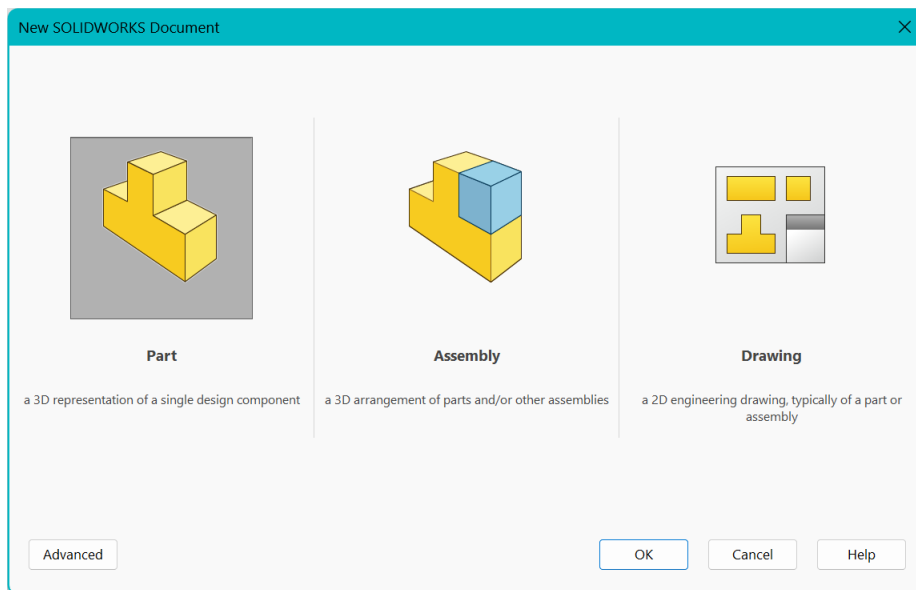 New SOLIDWORKS Document
Part
a 3D representation of a single design component
Assembly
a 3D arrangement of parts and/or other assemblies
Drawing
a 2D engineering drawing, typically of a part or
assembly
Advanced
OK
Cancel
Help